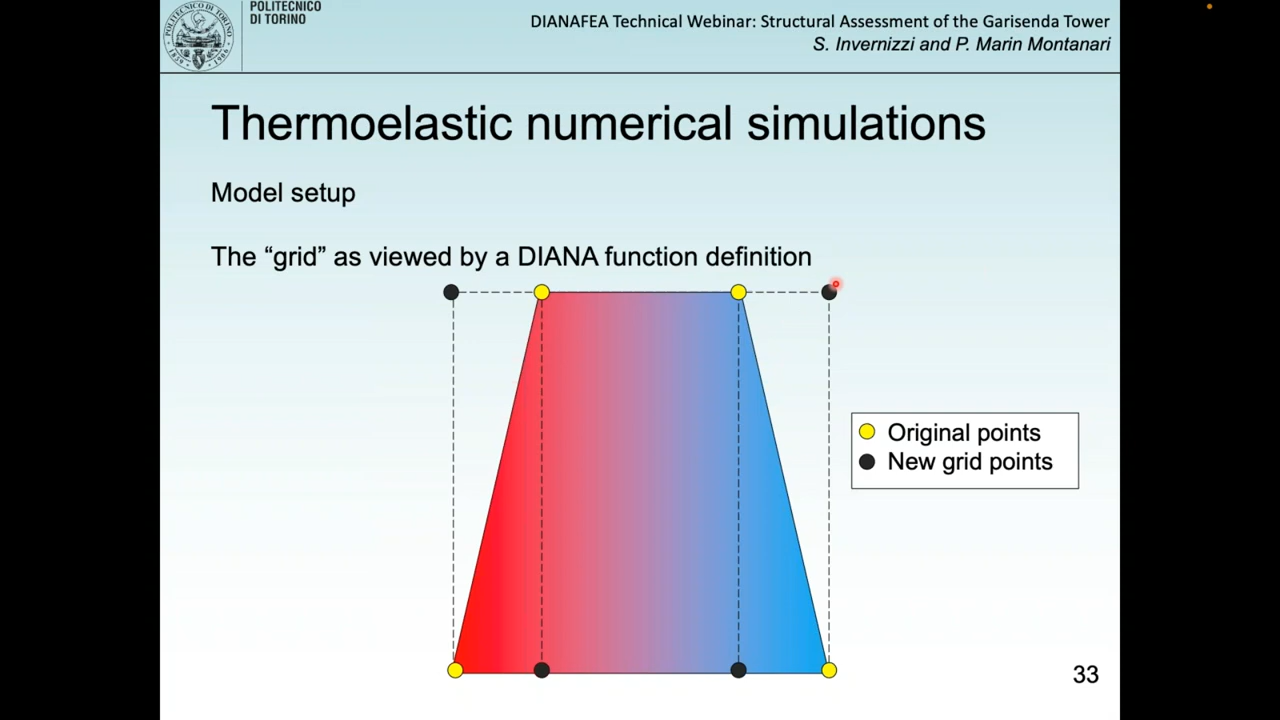 POLITECNICO
DI TORINO
DIANAFEA Technical Webinar: Structural Assessment of the Garisenda Tower
S. Invernizzi and P. Marin Montanari
Thermoelastic numerical simulations
Model setup
The “grid” as viewed by a DIANA function definition
Original points
New grid points
33